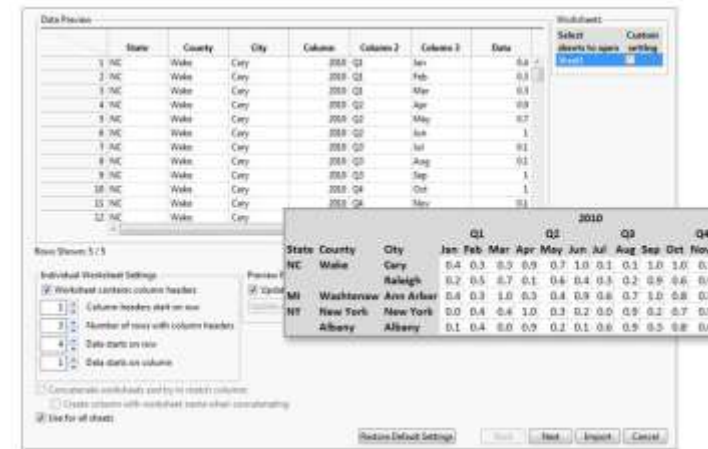 Data Preview
Worksheets
Select sheets to open
Custom setting
Sheet1
State County City Column Column 2 Column 3 Data
1 NC Wake Cary 2010 Q1 Jan 0.4
2 NC Wake Cary 2010 Q1 Feb 0.3
3 NC Wake Cary 2010 Q1 Mar 0.3
4 NC Wake Cary 2010 Q2 Apr 0.9
5 NC Wake Cary 2010 Q2 May 0.7
6 NC Wake Cary 2010 Q2 Jun 1
7 NC Wake Cary 2010 Q3 Jul 0.1
8 NC Wake Cary 2010 Q3 Aug 0.1
9 NC Wake Cary 2010 Q3 Sep 1
10 NC Wake Cary 2010 Q4 Oct 1
11 NC Wake Cary 2010 Q4 Nov 0.1
12 NC Wake Cary
2010
Q1 Q2 Q3 Q4
State County City Jan Feb Mar Apr May Jun Jul Aug Sep Oct Nov
NC Wake Cary 0.4 0.3 0.3 0.9 0.7 1.0 0.1 0.1 1.0 1.0
Raleigh 0.2 0.5 0.7 0.1 0.6 0.4 0.3 0.2 0.9 0.6
MI Washtenaw Ann Arbor 0.4 0.3 1.0 0.3 0.4 0.9 0.6 0.7 1.0 0.8
NY New York New York 0.0 0.4 0.4 1.0 0.3 0.2 0.0 0.9 0.2 0.7
Albany Albany 0.1 0.4 0.0 0.9 0.2 0.1 0.6 0.9 0.5 0.8
Rows Shown: 5 / 5
Individual Worksheet Settings
Worksheet contains column headers
1 Column headers start on row
3 Number of rows with column headers
4 Data starts on row
1 Data starts on column
Preview
Concatenate worksheets and try to match columns
Create column with worksheet name when concatenating
Use for all sheets
Restore Default Settings
Back
Next
Import
Cancel